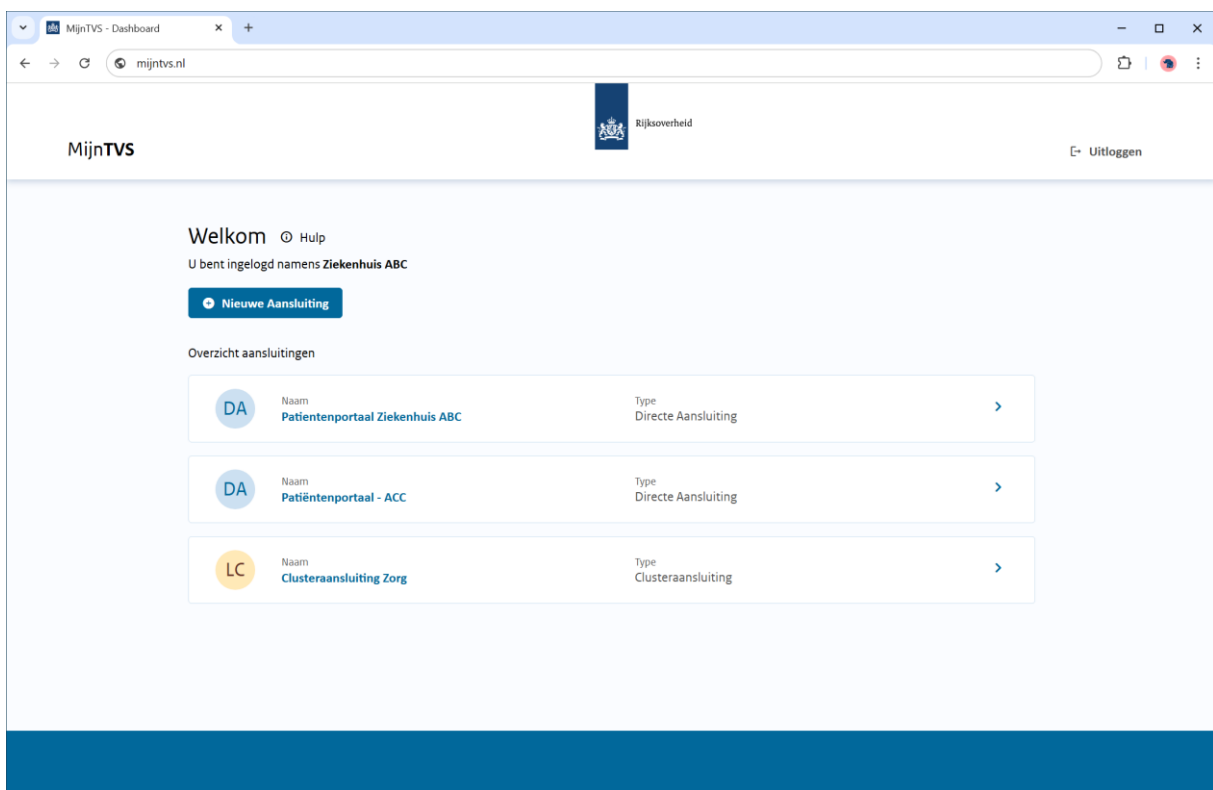 MijnTVS - Dashboard
mijntvs.nl
Rijksoverheid
MijnTVS
Uitloggen
Welkom Hulp
U bent ingelogd namens Ziekenhuis ABC
Nieuwe Aansluiting
Overzicht aansluitingen
DA
Naam
Patientenportaal Ziekenhuis ABC
Type
Directe Aansluiting
DA
Naam
Patiëntenportaal - ACC
Type
Directe Aansluiting
LC
Naam
Clusteraansluiting Zorg
Type
Clusteraansluiting